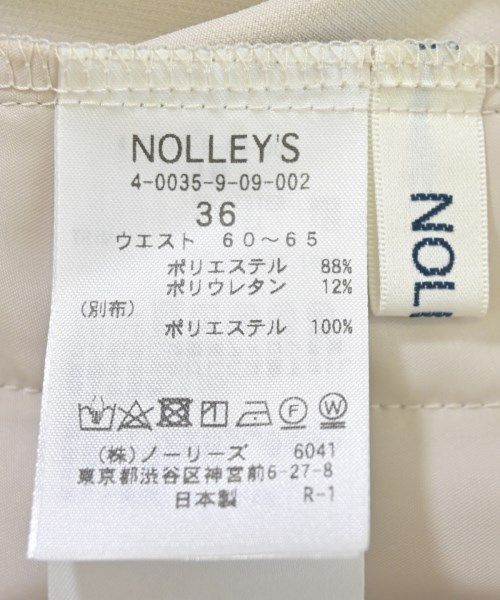 NOLLEY'S
4-0035-9-09-002
36
ウエスト 60～65
ポリエステル 88%
ポリウレタン 12%
(別布)
ポリエステル 100%
F W
(株)ノーリーズ 6041
東京都渋谷区神宮前6-27-8
日本製 R-1
NOLL